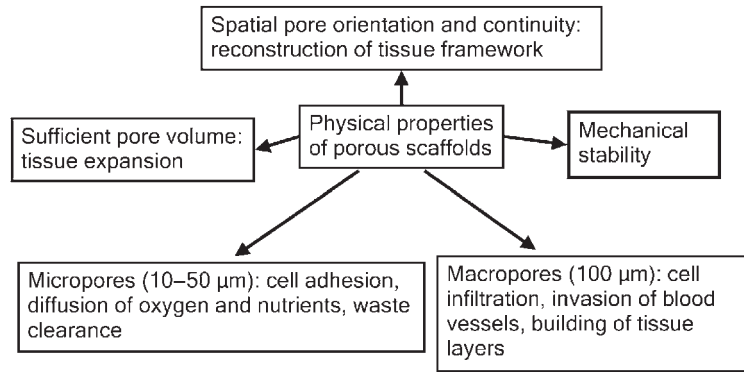 Spatial pore orientation and continuity:
reconstruction of tissue framework
Sufficient pore volume:
tissue expansion
Physical properties
of porous scaffolds
Mechanical
stability
Micropores (10–50 μm): cell adhesion,
diffusion of oxygen and nutrients, waste
clearance
Macropores (100 μm): cell
infiltration, invasion of blood
vessels, building of tissue
layers